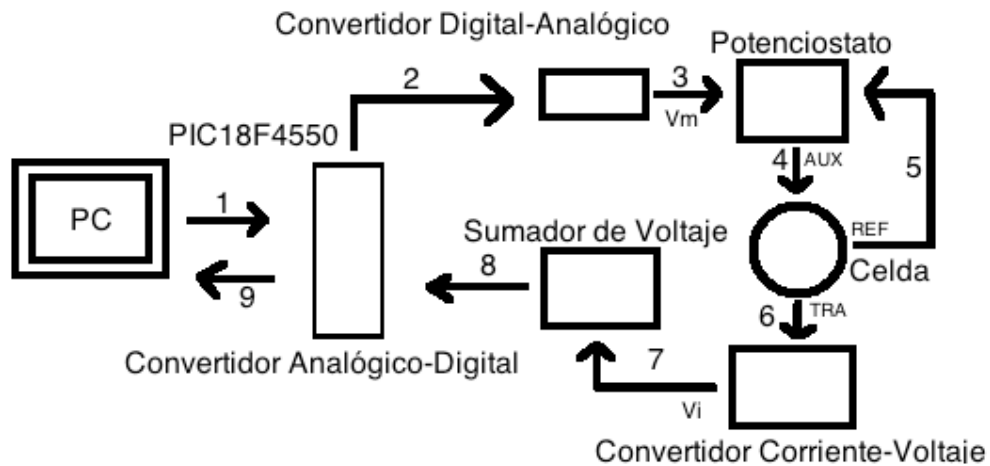 Convertidor Digital-Analógico
Potenciostato
2
3
Vm
PIC18F4550
4
AUX
5
PC
1
Sumador de Voltaje
REF
Celda
8
9
6
TRA
Convertidor Analógico-Digital
7
Vi
Convertidor Corriente-Voltaje